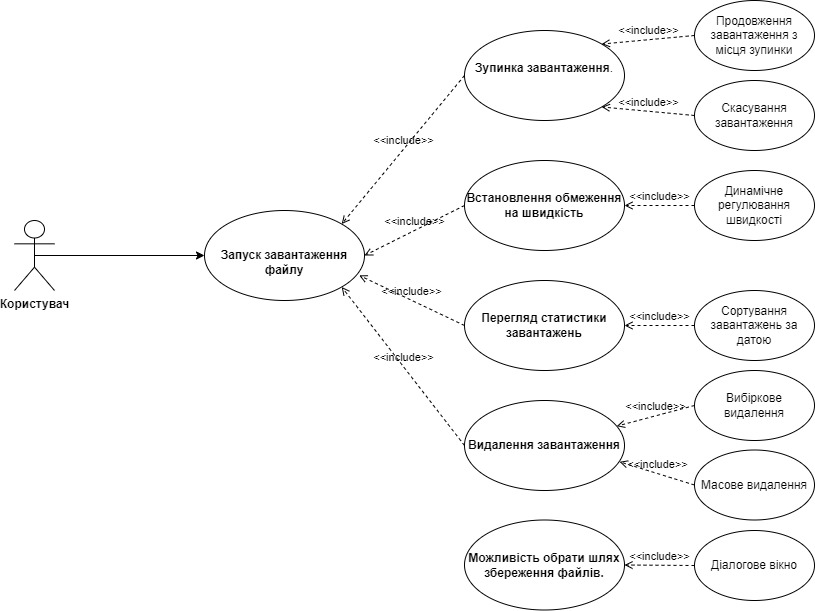 Користувач
Запуск завантаження
файлу
<<include>>
<<include>>
<<include>>
<<include>>
Зупинка завантаження.
<<include>>
Продовження
завантаження з
місця зупинки
<<include>>
Скасування
завантаження
Встановлення обмеження
на швидкість
<<include>>
Динамічне
регулювання
швидкості
Перегляд статистики
завантажень
<<include>>
Сортування
завантажень за
датою
Видалення завантаження
<<include>>
Вибіркове
видалення
<<include>>
Масове видалення
Можливість обрати шлях
збереження файлів.
<<include>>
Діалогове вікно